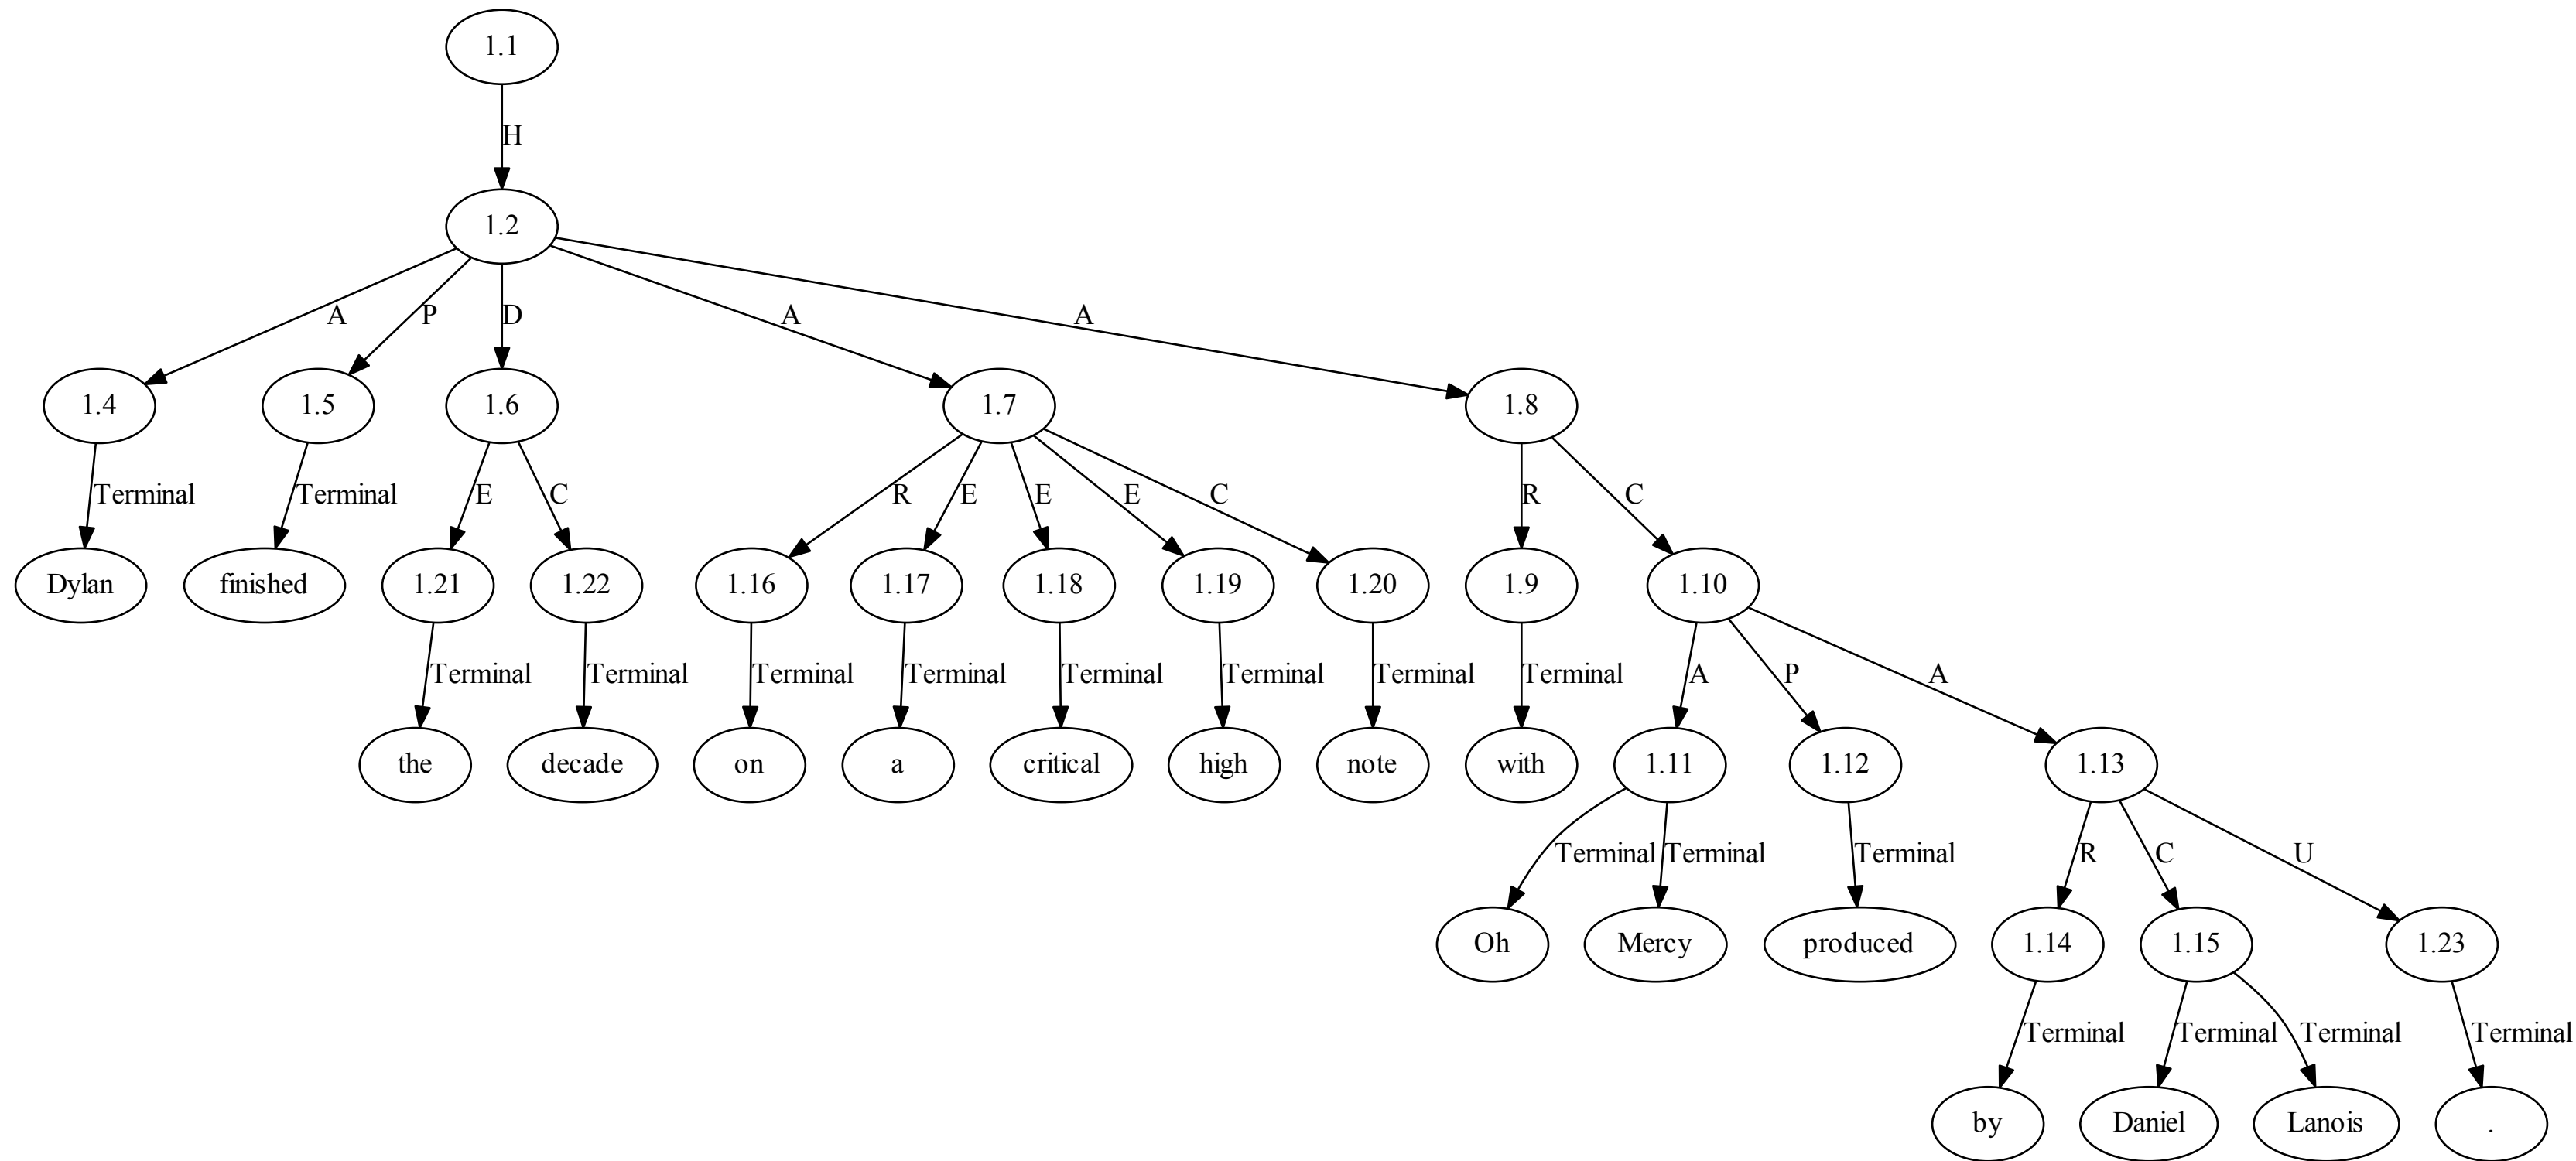 1.1
H
1.2
A P D A A
1.4 1.5 1.6 1.7 1.8
Terminal Terminal E C R E E E C R C
Dylan finished 1.21 1.22 1.16 1.17 1.18 1.19 1.20 1.9 1.10
Terminal Terminal Terminal Terminal Terminal Terminal Terminal Terminal A P A
the decade on a critical high note with 1.11 1.12 1.13
Terminal Terminal Terminal R C U
Oh Mercy produced 1.14 1.15 1.23
Terminal Terminal Terminal Terminal
by Daniel Lanois .